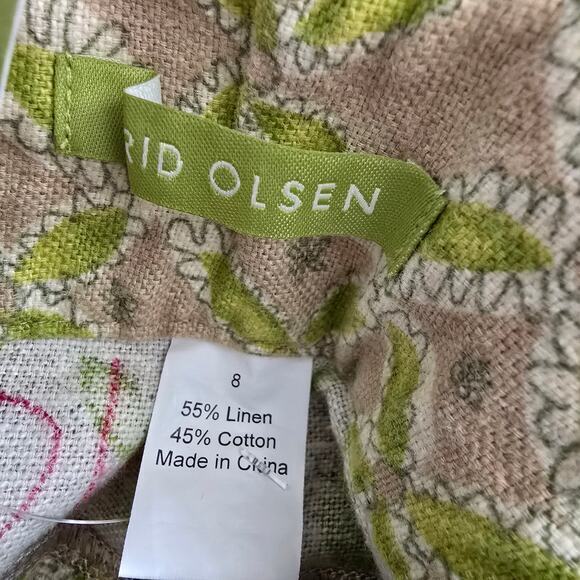 RID OLSEN
8
55% Linen
45% Cotton
Made in China